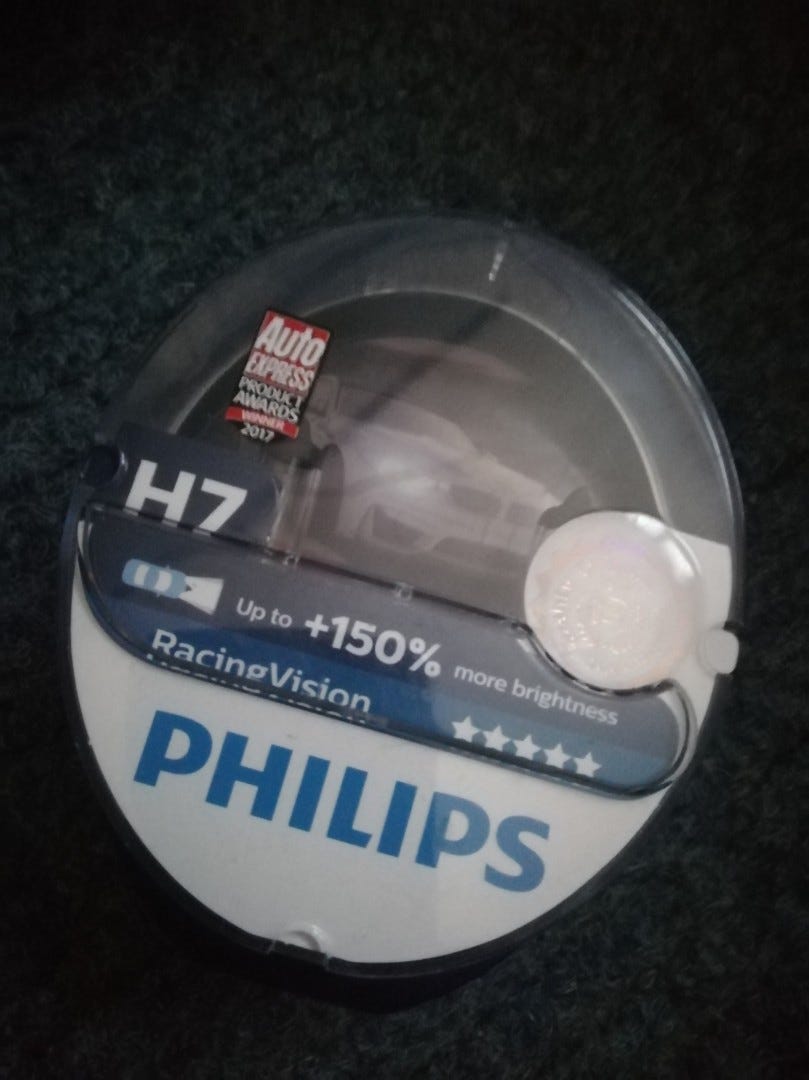 Auto
EXPRESS
PRODUCT
AWARDS
WINNER
2017
H7
Up to +150% more brightness
RacingVision
PHILIPS